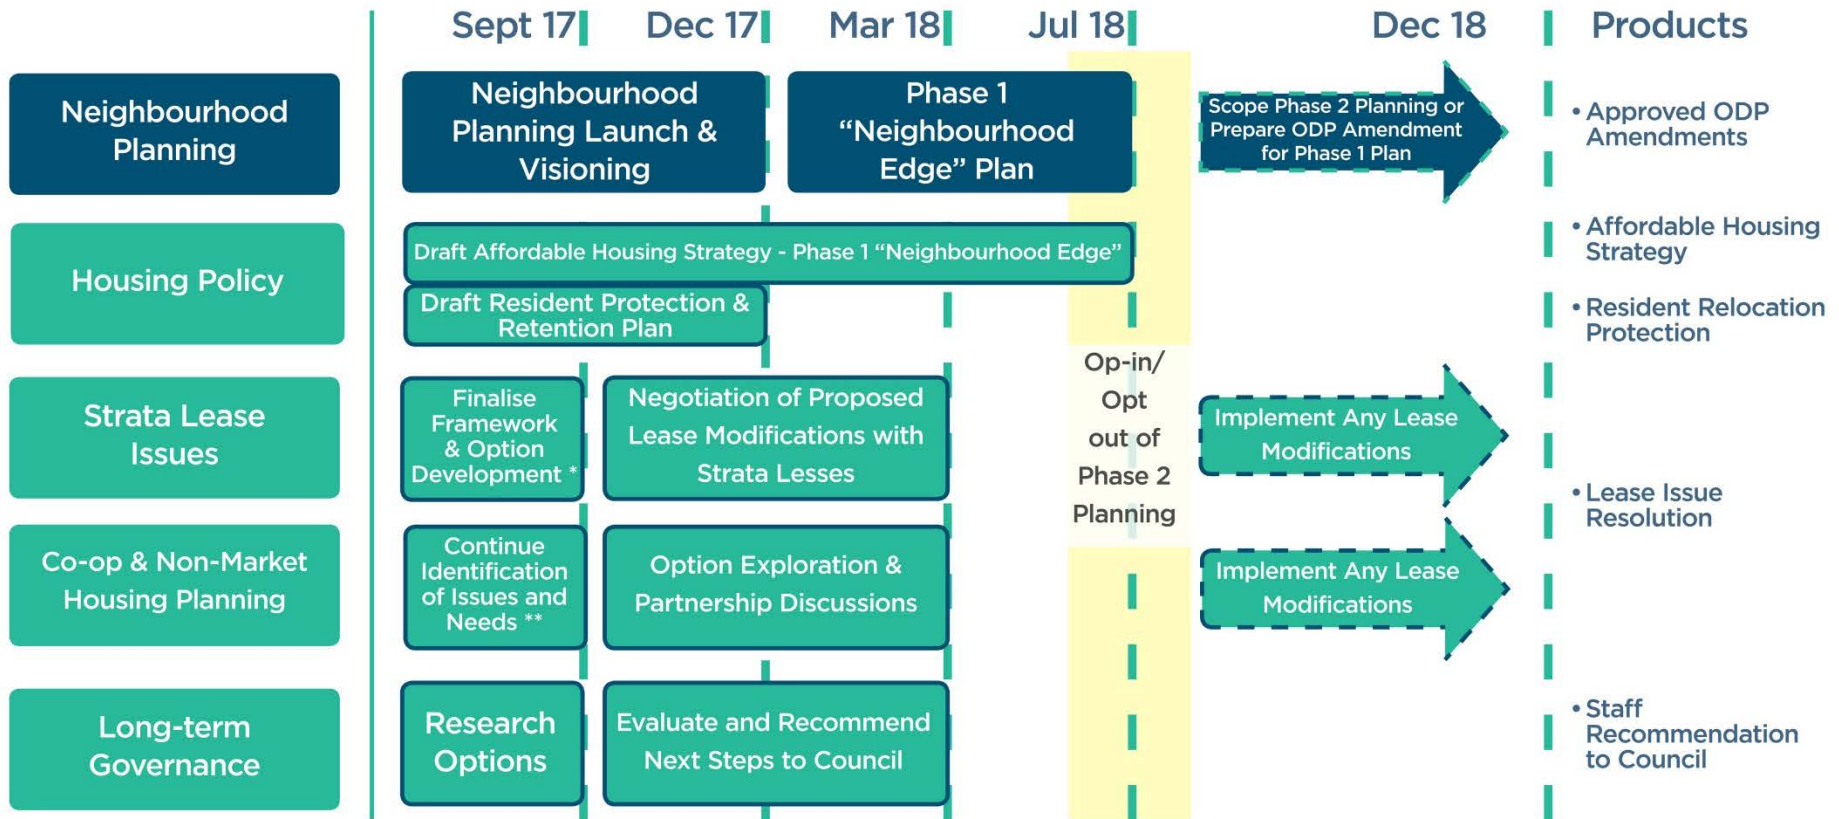 Sept 17
Dec 17
Mar 18
Jul 18
Dec 18
Products
Neighbourhood
Planning
Neighbourhood
Planning Launch &
Visioning
Phase 1
“Neighbourhood
Edge” Plan
Scope Phase 2 Planning or
Prepare ODP Amendment
for Phase 1 Plan
• Approved ODP
Amendments
Housing Policy
Draft Affordable Housing Strategy - Phase 1 “Neighbourhood Edge”
Draft Resident Protection &
Retention Plan
• Affordable Housing
Strategy
• Resident Relocation
Protection
Op-in/
Opt
out of
Phase 2
Planning
Strata Lease
Issues
Finalise
Framework
& Option
Development *
Negotiation of Proposed
Lease Modifications with
Strata Lesses
Implement Any Lease
Modifications
• Lease Issue
Resolution
Co-op & Non-Market
Housing Planning
Continue
Identification
of Issues and
Needs **
Option Exploration &
Partnership Discussions
Implement Any Lease
Modifications
Long-term
Governance
Research
Options
Evaluate and Recommend
Next Steps to Council
• Staff
Recommendation
to Council